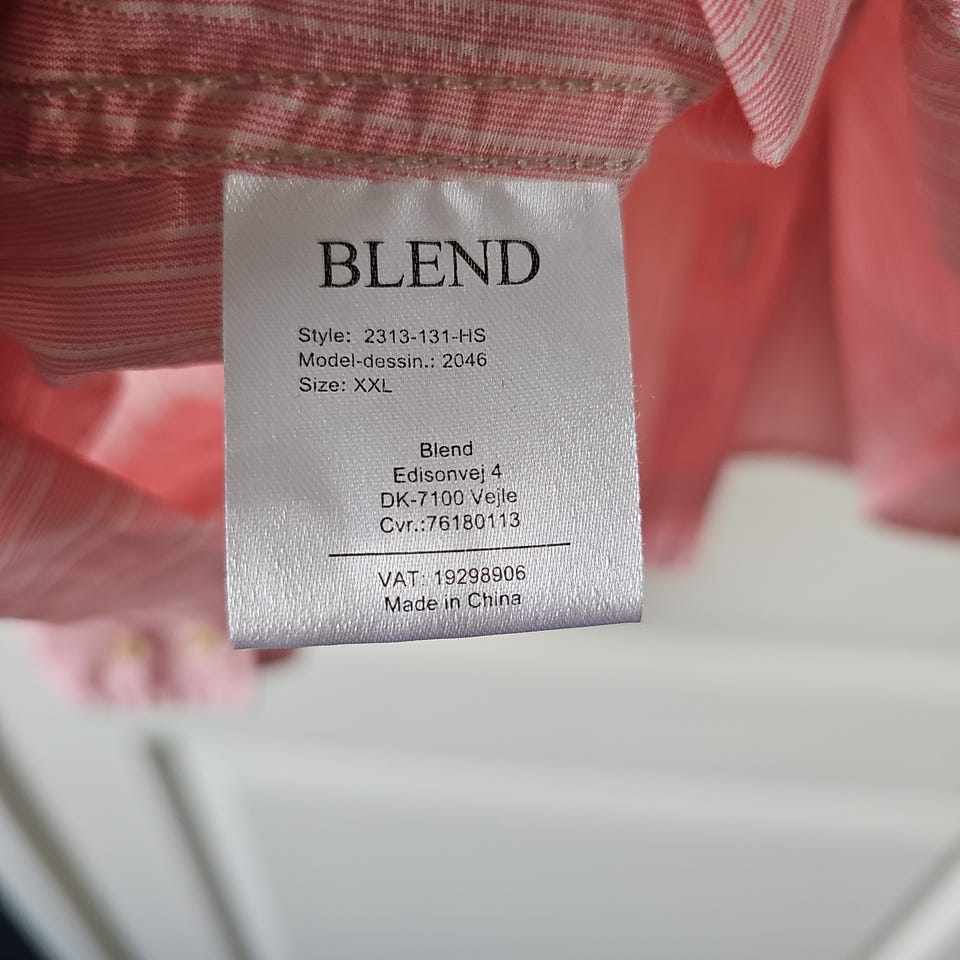 BLEND
Style: 2313-131-HS
Model-dessin.: 2046
Size: XXL
Blend
Edisonvej 4
DK-7100 Vejle
Cvr.:76180113
VAT: 19298906
Made in China